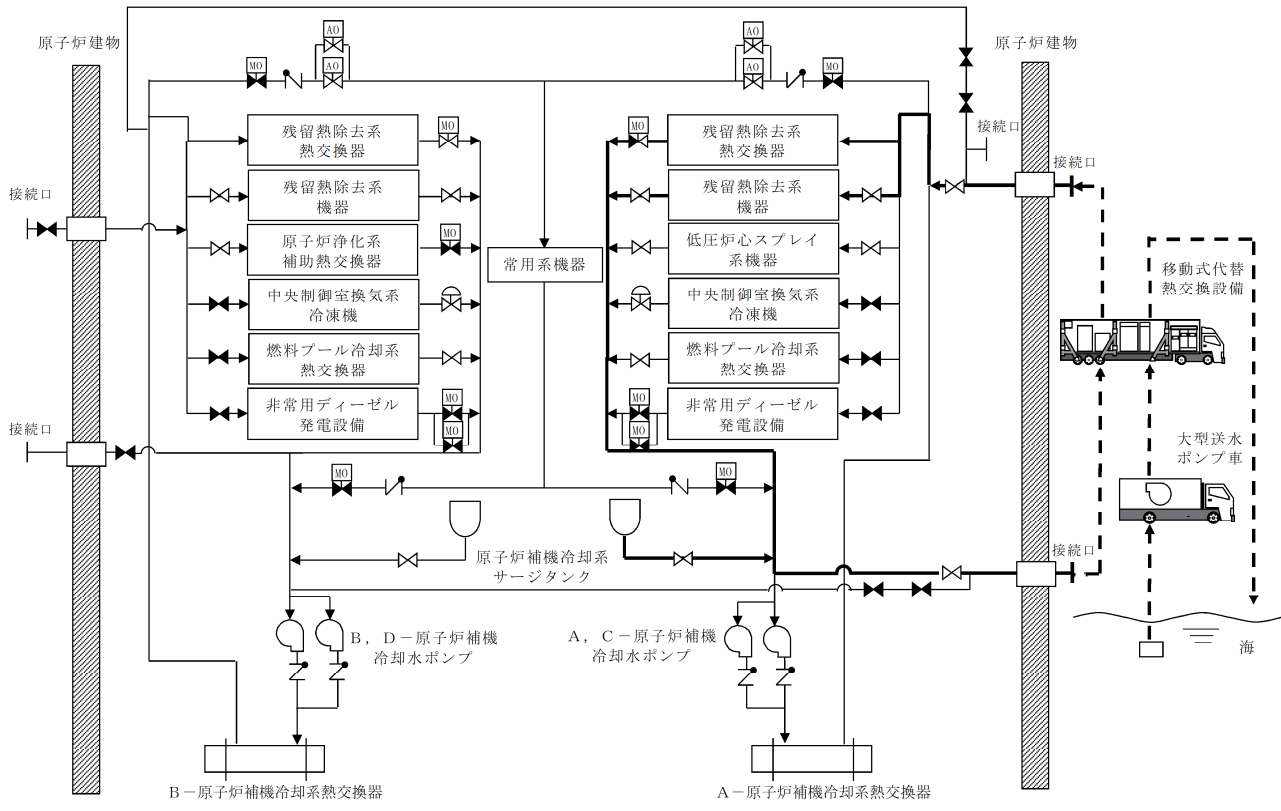 原子炉建物
原子炉建物
AO
AO
MO
AO
AO
MO
残留熱除去系
熱交換器
MO
MO
残留熱除去系
熱交換器
接続口
接続口
接続口
残留熱除去系
機器
残留熱除去系
機器
原子炉浄化系
補助熱交換器
MO
常用系機器
低圧炉心スプレイ
系機器
移動式代替
熱交換設備
中央制御室換気系
冷凍機
中央制御室換気系
冷凍機
燃料プール冷却系
熱交換器
燃料プール冷却系
熱交換器
非常用ディーゼル
発電設備
MO
MO
MO
MO
非常用ディーゼル
発電設備
接続口
大型送水
ポンプ車
MO
MO
原子炉補機冷却系
サージタンク
接続口
B,D-原子炉補機
冷却水ポンプ
A,C-原子炉補機
冷却水ポンプ
海
B-原子炉補機冷却系熱交換器
A-原子炉補機冷却系熱交換器